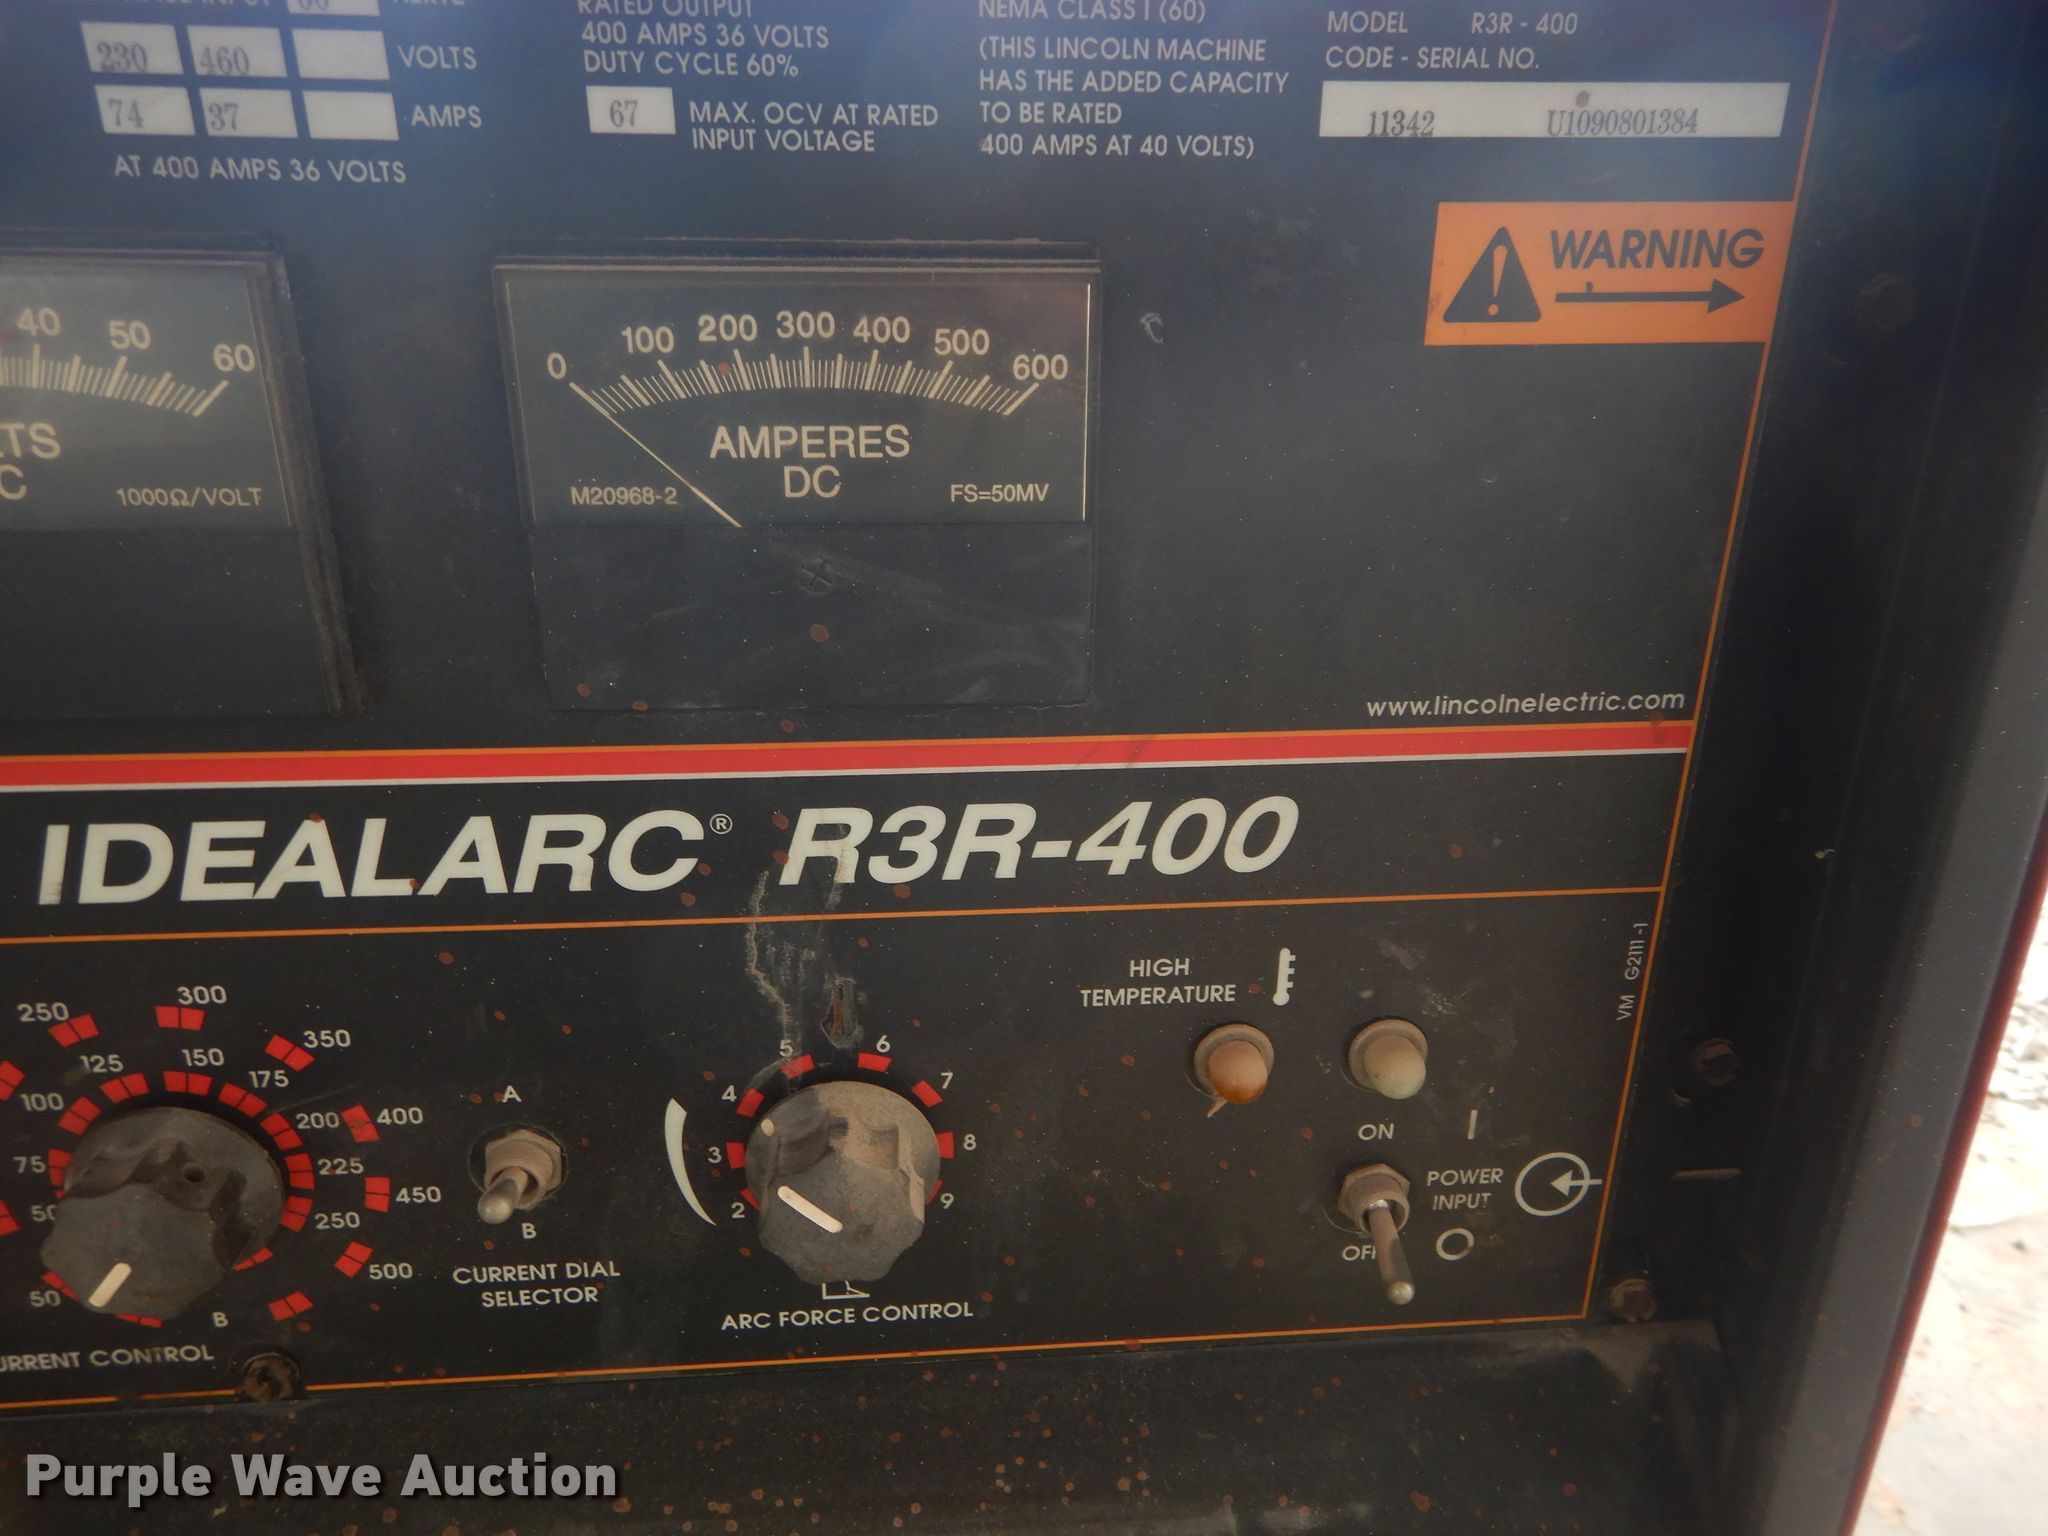 60
230 460 VOLTS
74 37 AMPS
AT 400 AMPS 36 VOLTS
RATED OUTPUT
400 AMPS 36 VOLTS
DUTY CYCLE 60%
67 MAX. OCV AT RATED
INPUT VOLTAGE
NEMA CLASS I (60)
(THIS LINCOLN MACHINE
HAS THE ADDED CAPACITY
TO BE RATED
400 AMPS AT 40 VOLTS)
MODEL R3R - 400
CODE - SERIAL NO.
11342 U1090801384
WARNING
40 50 60
1000Ω/VOLT
0 100 200 300 400 500 600
AMPERES
DC
M20968-2 FS=50MV
www.lincolnelectric.com
IDEALARC® R3R-400
VM G2111-1
250 300 350 400 450 500
50 75 100 125 150 175 200 225 250
50
B
A
B
CURRENT DIAL
SELECTOR
2 3 4 5 6 7 8 9
ARC FORCE CONTROL
HIGH
TEMPERATURE
ON I
POWER
INPUT
OFF O
CONTROL
Purple Wave Auction